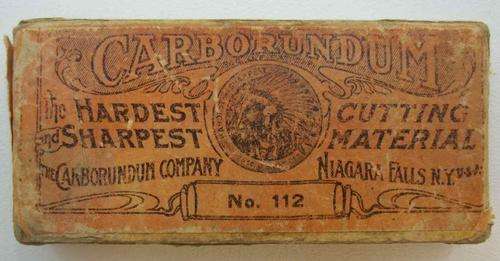 CARBORUNDUM
The HARDEST CUTTING
and SHARPEST MATERIAL
THE CARBORUNDUM COMPANY NIAGARA FALLS N.Y. U.S.A.
No. 112